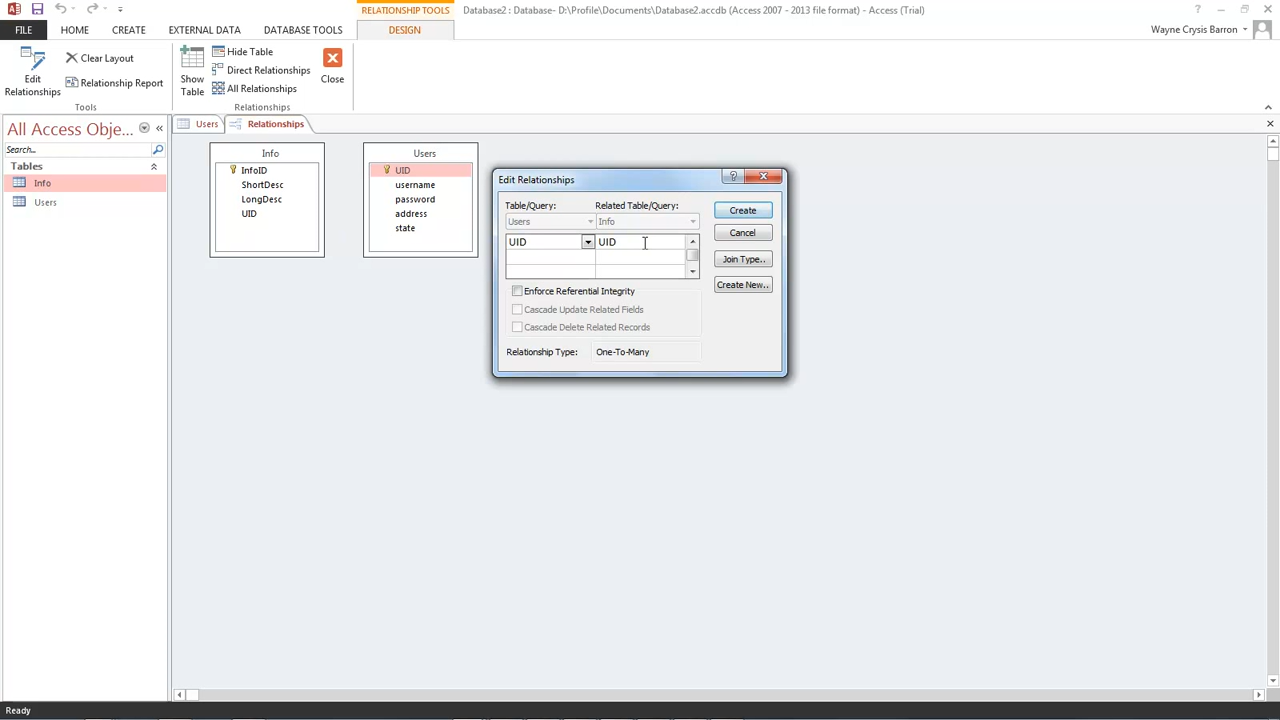 RELATIONSHIP TOOLS
Database2 : Database- D:\Profile\Documents\Database2.accdb (Access 2007 - 2013 file format) - Access (Trial)
FILE
HOME
CREATE
EXTERNAL DATA
DATABASE TOOLS
DESIGN
Wayne Crysis Barron
Edit Relationships
Clear Layout
Relationship Report
Tools
Show Table
Hide Table
Direct Relationships
All Relationships
Relationships
Close
All Access Obje...
Search...
Tables
Info
Users
Users
Relationships
Info
InfoID
ShortDesc
LongDesc
UID
Users
UID
username
password
address
state
Edit Relationships
Table/Query:
Related Table/Query:
Users
Info
UID
UID
Enforce Referential Integrity
Cascade Update Related Fields
Cascade Delete Related Records
Relationship Type:
One-To-Many
Create
Cancel
Join Type..
Create New..
Ready